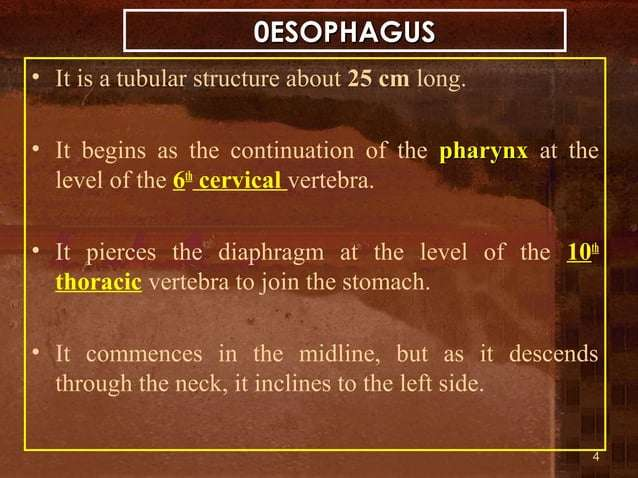 0ESOPHAGUS
• It is a tubular structure about 25 cm long.
• It begins as the continuation of the pharynx at the
level of the 6th cervical vertebra.
• It pierces the diaphragm at the level of the 10th
thoracic vertebra to join the stomach.
• It commences in the midline, but as it descends
through the neck, it inclines to the left side.
4